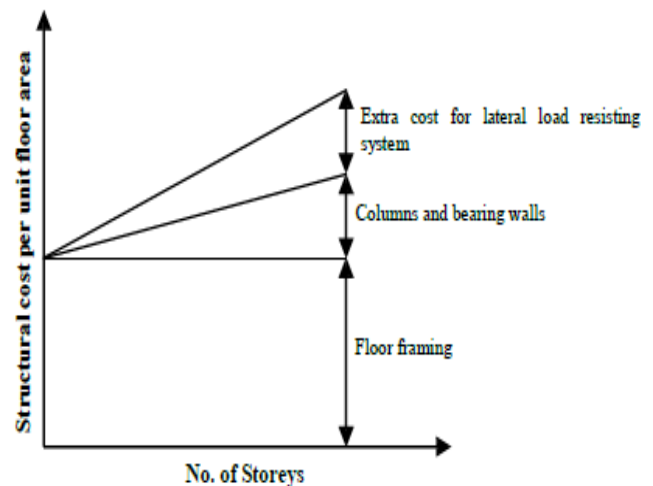 Structural cost per unit floor area
Extra cost for lateral load resisting
system
Columns and bearing walls
Floor framing
No. of Storeys